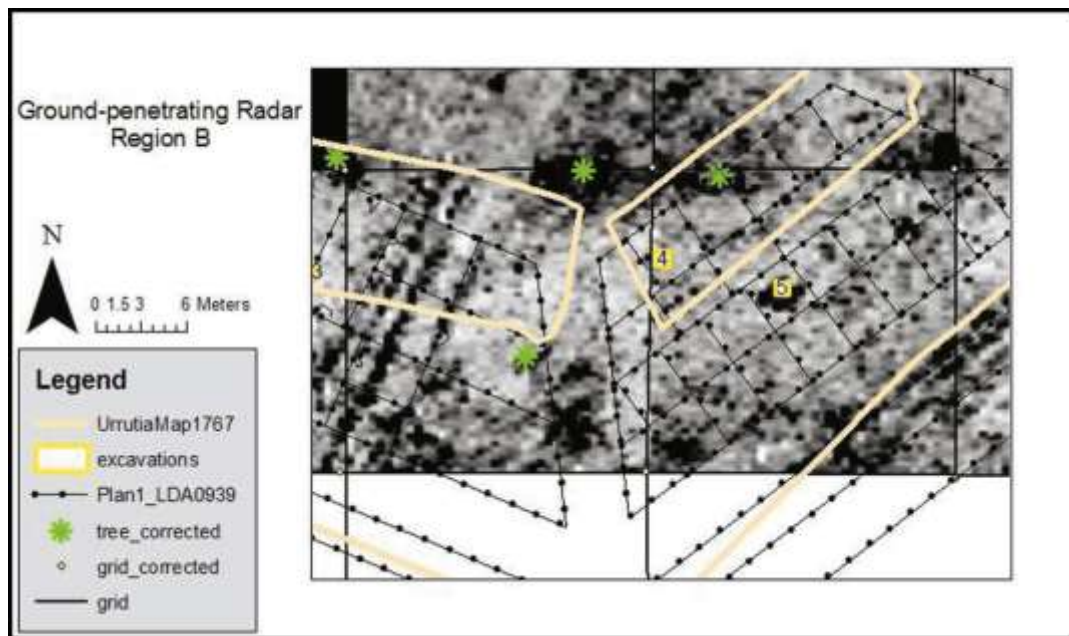 Ground-penetrating Radar
Region B
N
0 1.5 3 6 Meters
3
4
5
Legend
UrrutiaMap1767
excavations
Plan1_LDA0939
tree_corrected
grid_corrected
grid